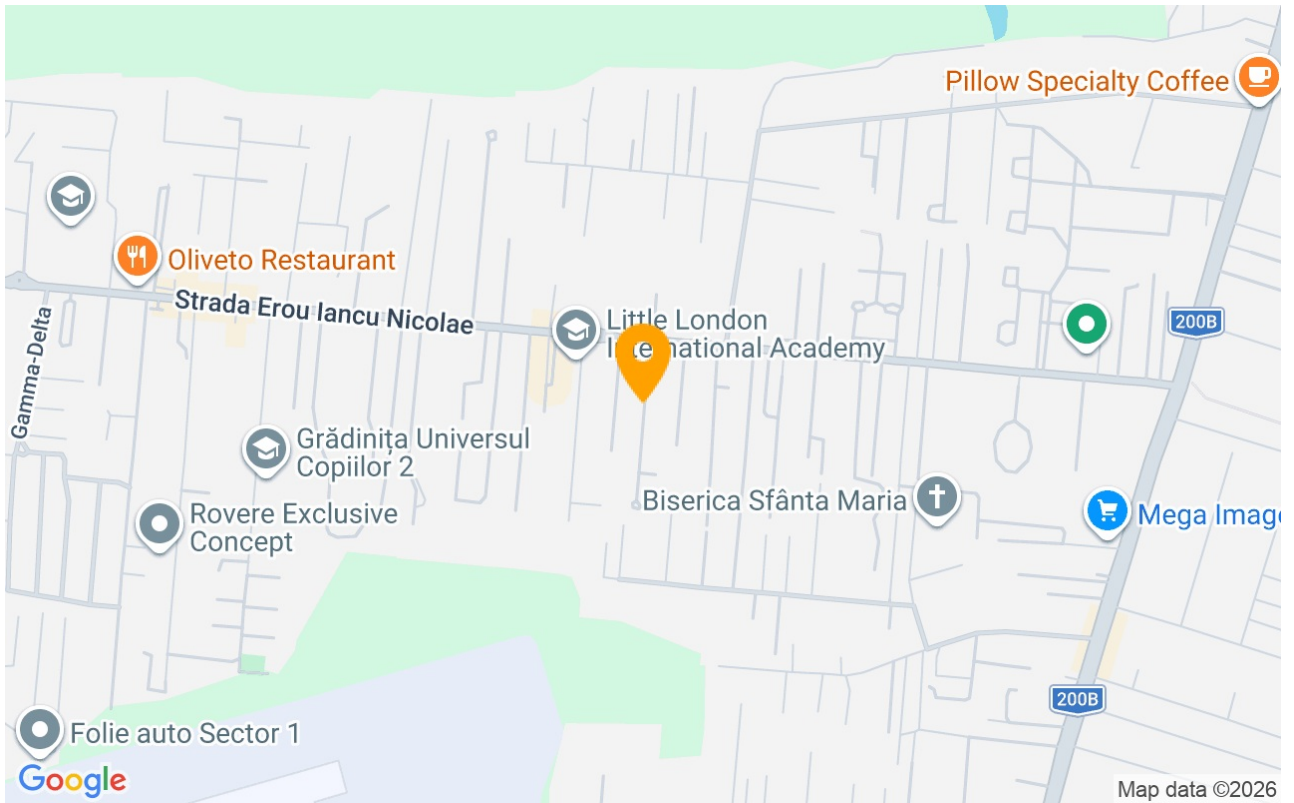 Pillow Specialty Coffee
Oliveto Restaurant
Strada Erou Iancu Nicolae
Little London
International Academy
200B
Gamma-Delta
Grădinița Universul
Copiilor 2
Biserica Sfânta Maria
Rovere Exclusive
Concept
Mega Image
200B
Folie auto Sector 1
Google
Map data ©2026